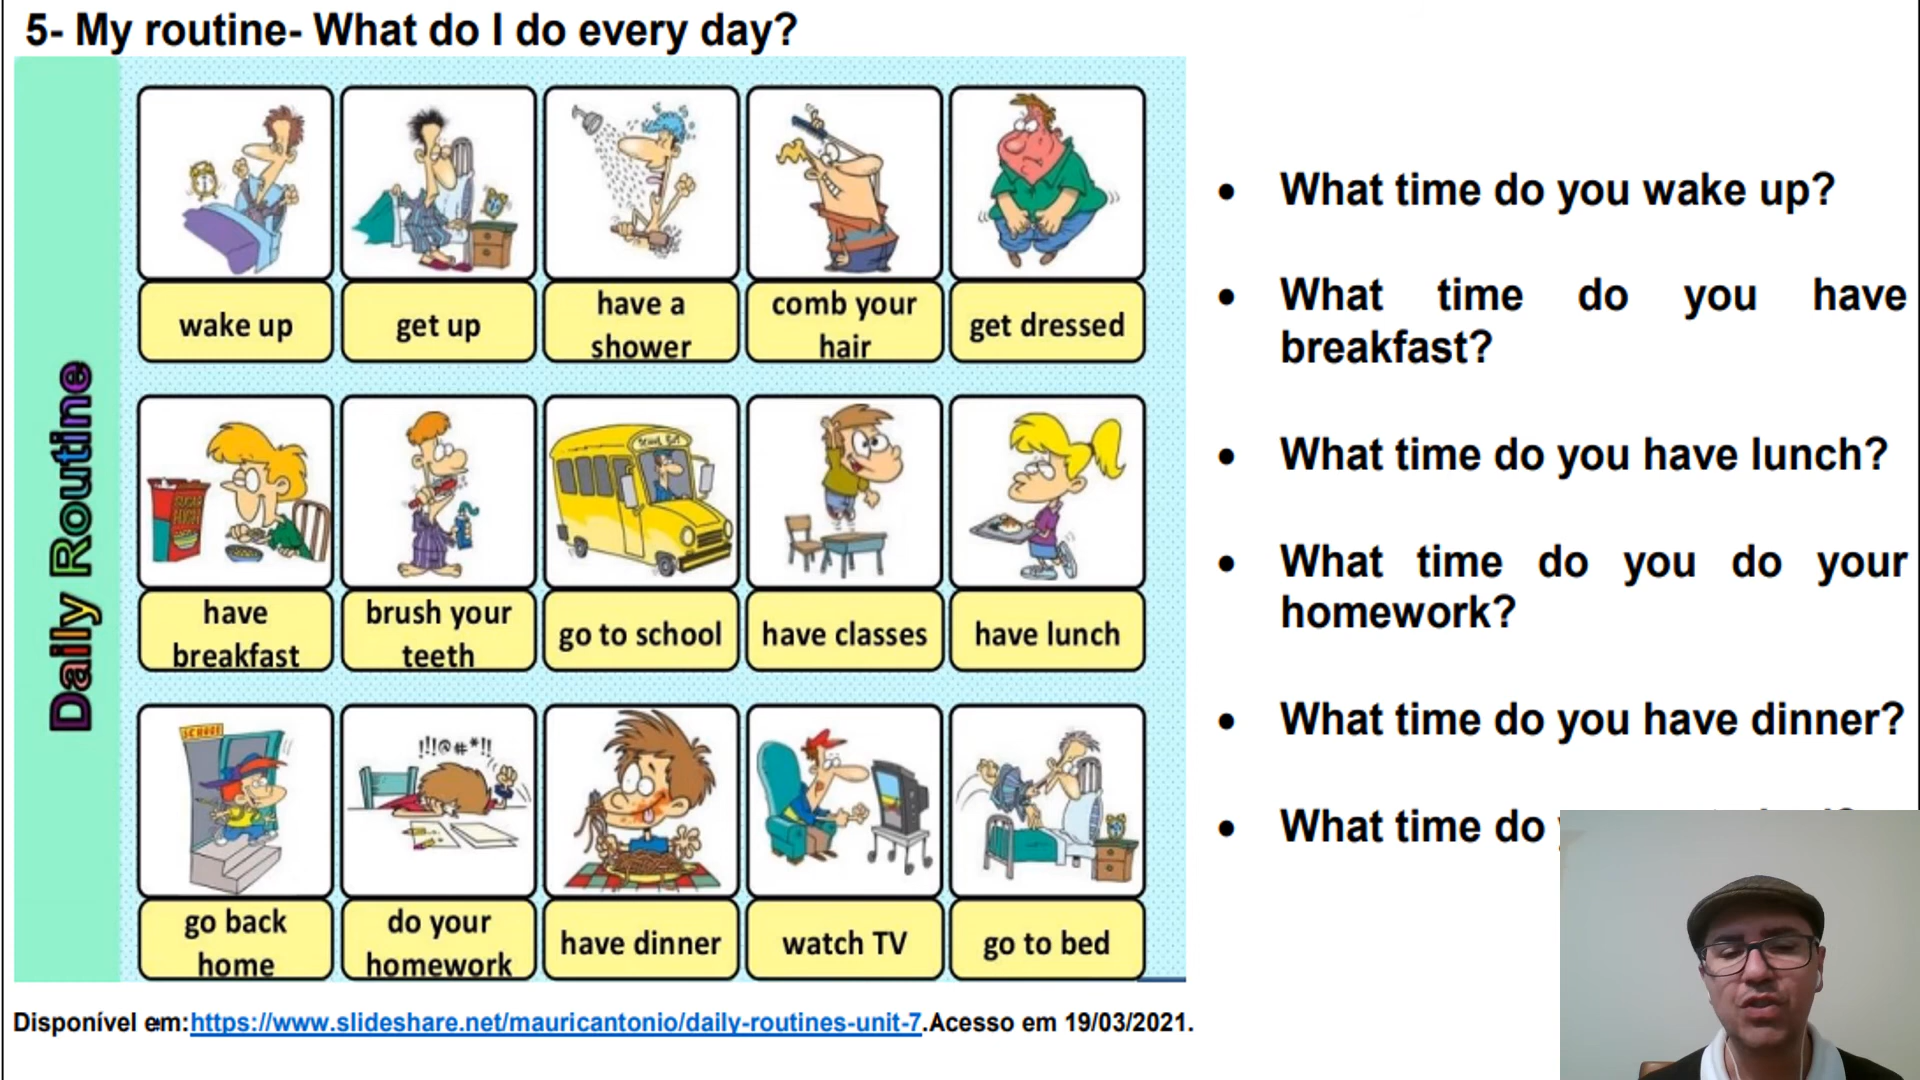 5- My routine- What do I do every day?
Daily Routine
wake up
get up
have a
shower
comb your
hair
get dressed
have
breakfast
brush your
teeth
go to school
have classes
have lunch
SCHOOL
!!!@#*!!
go back
home
do your
homework
have dinner
watch TV
go to bed
What time do you wake up?
What time do you have
breakfast?
What time do you have lunch?
What time do you do your
homework?
What time do you have dinner?
What time do
Disponível em:https://www.slideshare.net/mauricantonio/daily-routines-unit-7.Acesso em 19/03/2021.